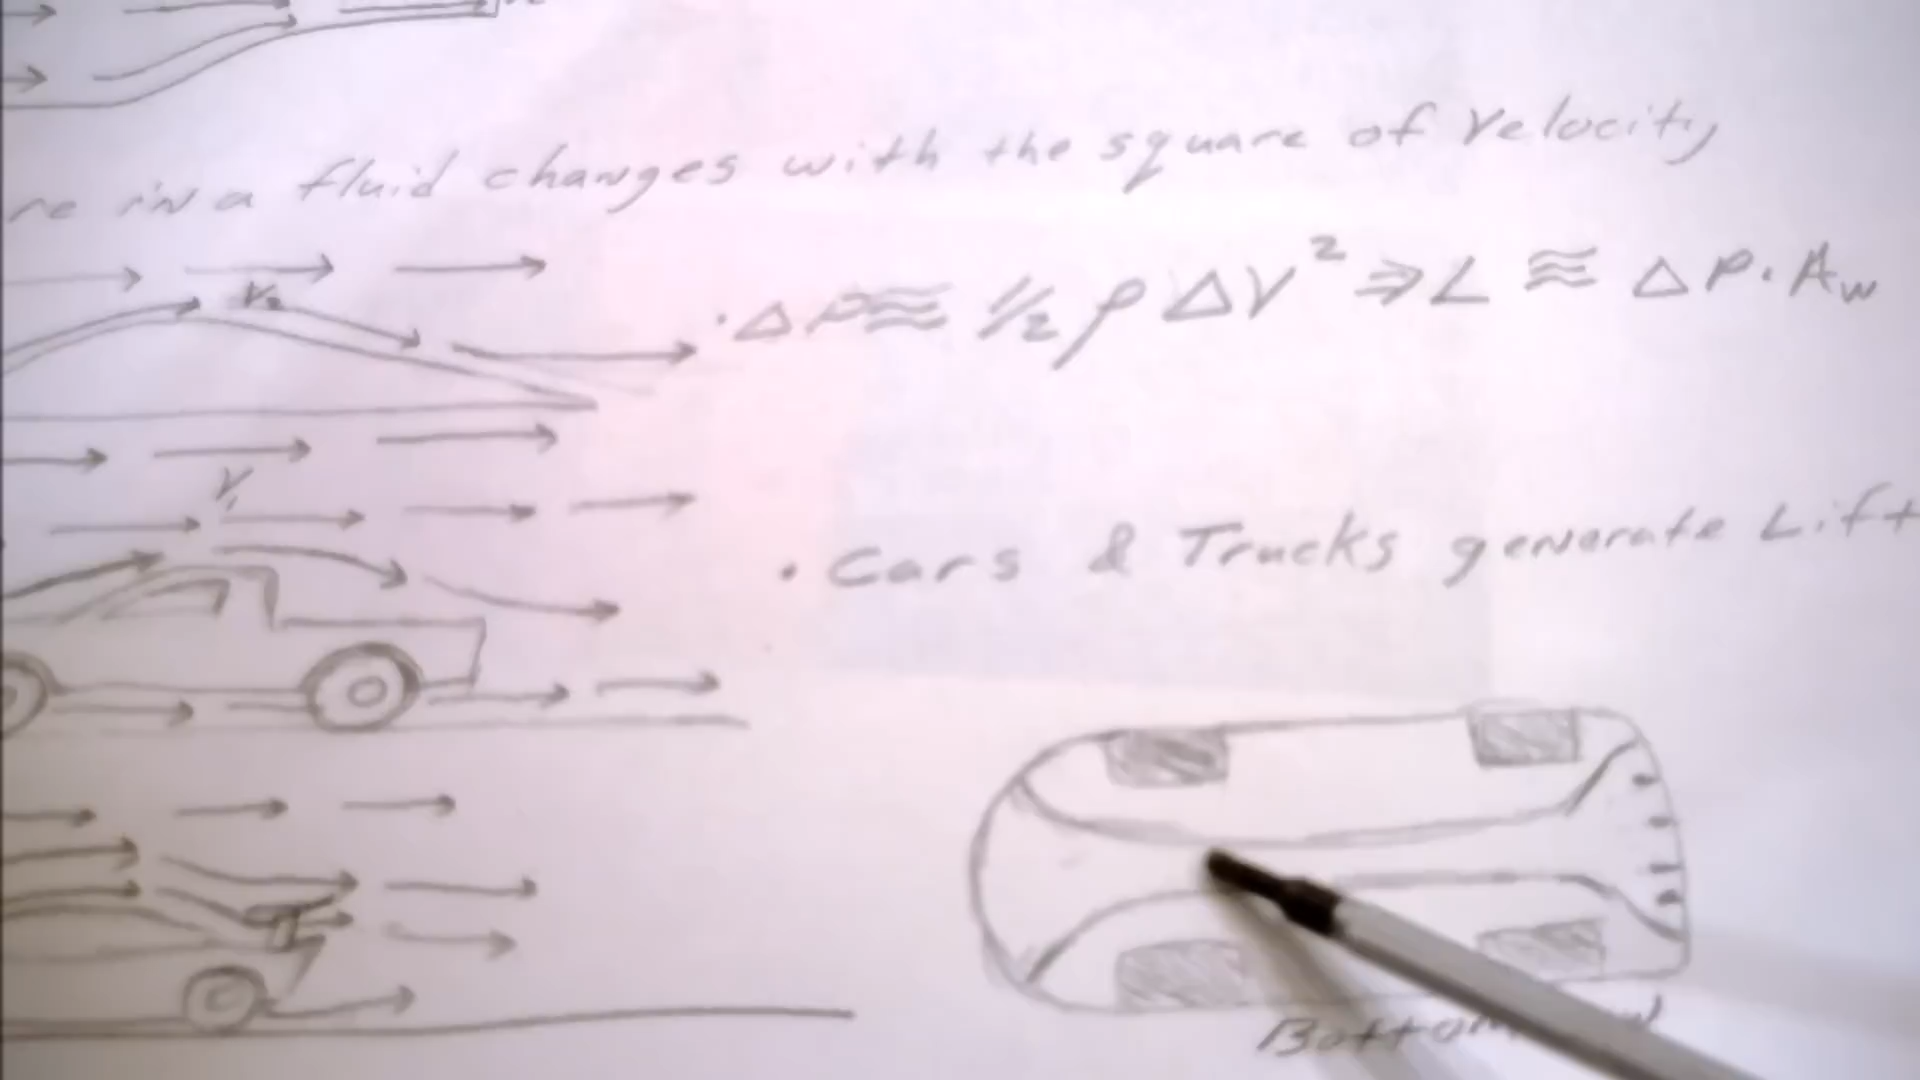 re in a fluid changes with the square of Velocity
V₂
· ΔP ≋ 1/2 ρ ΔV² ⇒ L ≋ ΔP · Aw
V₁
· Cars & Trucks generate Lift
Bottom